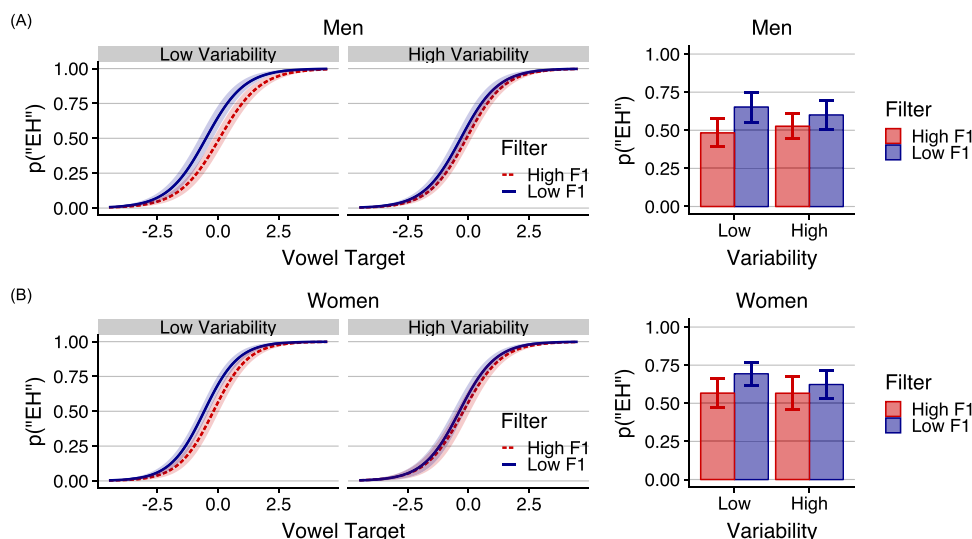 (A)
Men
Low Variability
High Variability
1.00
0.75
0.50
0.25
0.00
p("EH")
Filter
High F1
Low F1
-2.5 0.0 2.5
-2.5 0.0 2.5
Vowel Target
Vowel Target
Men
1.00
0.75
0.50
0.25
0.00
p("EH")
Low High
Variability
Filter
High F1
Low F1
(B)
Women
Low Variability
High Variability
1.00
0.75
0.50
0.25
0.00
p("EH")
Filter
High F1
Low F1
-2.5 0.0 2.5
-2.5 0.0 2.5
Vowel Target
Women
1.00
0.75
0.50
0.25
0.00
p("EH")
Low High
Variability
Filter
High F1
Low F1